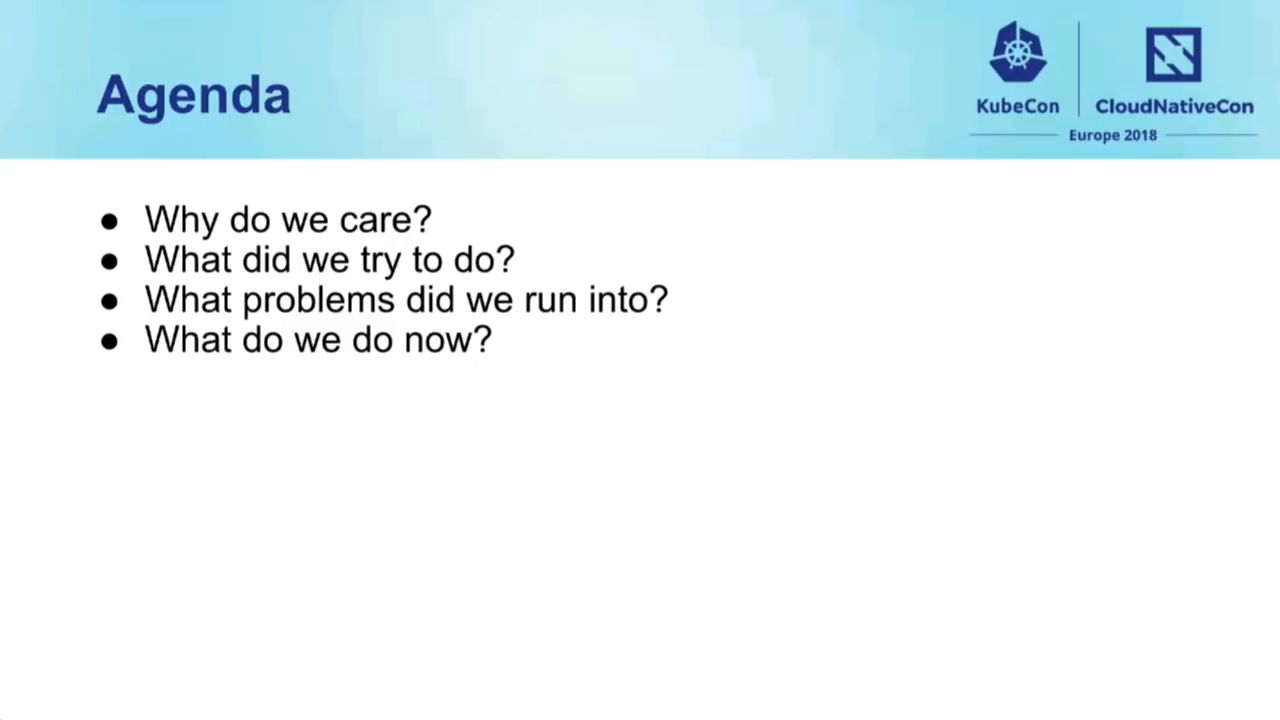 Agenda
KubeCon
CloudNativeCon
Europe 2018
● Why do we care?
● What did we try to do?
● What problems did we run into?
● What do we do now?